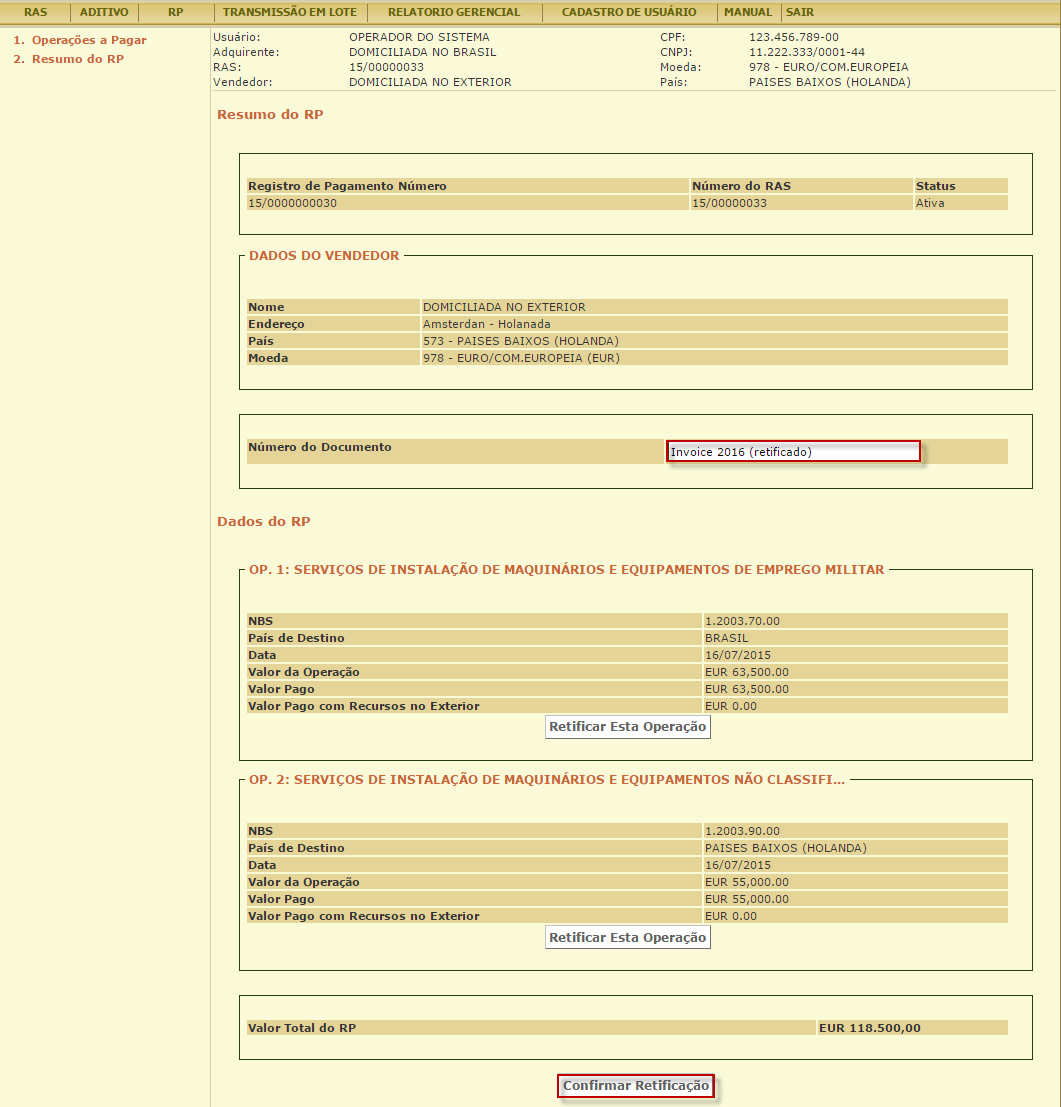 RAS ADITIVO RP TRANSMISSÃO EM LOTE RELATORIO GERENCIAL CADASTRO DE USUÁRIO MANUAL SAIR
1. Operações a Pagar
2. Resumo do RP
Usuário: OPERADOR DO SISTEMA CPF: 123.456.789-00
Adquirente: DOMICILIADA NO BRASIL CNPJ: 11.222.333/0001-44
RAS: 15/00000033 Moeda: 978 - EURO/COM.EUROPEIA
Vendedor: DOMICILIADA NO EXTERIOR País: PAISES BAIXOS (HOLANDA)
Resumo do RP
Registro de Pagamento Número Número do RAS Status
15/0000000030 15/00000033 Ativa
DADOS DO VENDEDOR
Nome DOMICILIADA NO EXTERIOR
Endereço Amsterdan - Holanada
País 573 - PAISES BAIXOS (HOLANDA)
Moeda 978 - EURO/COM.EUROPEIA (EUR)
Número do Documento Invoice 2016 (retificado)
Dados do RP
OP. 1: SERVIÇOS DE INSTALAÇÃO DE MAQUINÁRIOS E EQUIPAMENTOS DE EMPREGO MILITAR
NBS 1.2003.70.00
País de Destino BRASIL
Data 16/07/2015
Valor da Operação EUR 63,500.00
Valor Pago EUR 63,500.00
Valor Pago com Recursos no Exterior EUR 0.00
Retificar Esta Operação
OP. 2: SERVIÇOS DE INSTALAÇÃO DE MAQUINÁRIOS E EQUIPAMENTOS NÃO CLASSIFI...
NBS 1.2003.90.00
País de Destino PAISES BAIXOS (HOLANDA)
Data 16/07/2015
Valor da Operação EUR 55,000.00
Valor Pago EUR 55,000.00
Valor Pago com Recursos no Exterior EUR 0.00
Retificar Esta Operação
Valor Total do RP EUR 118.500,00
Confirmar Retificação